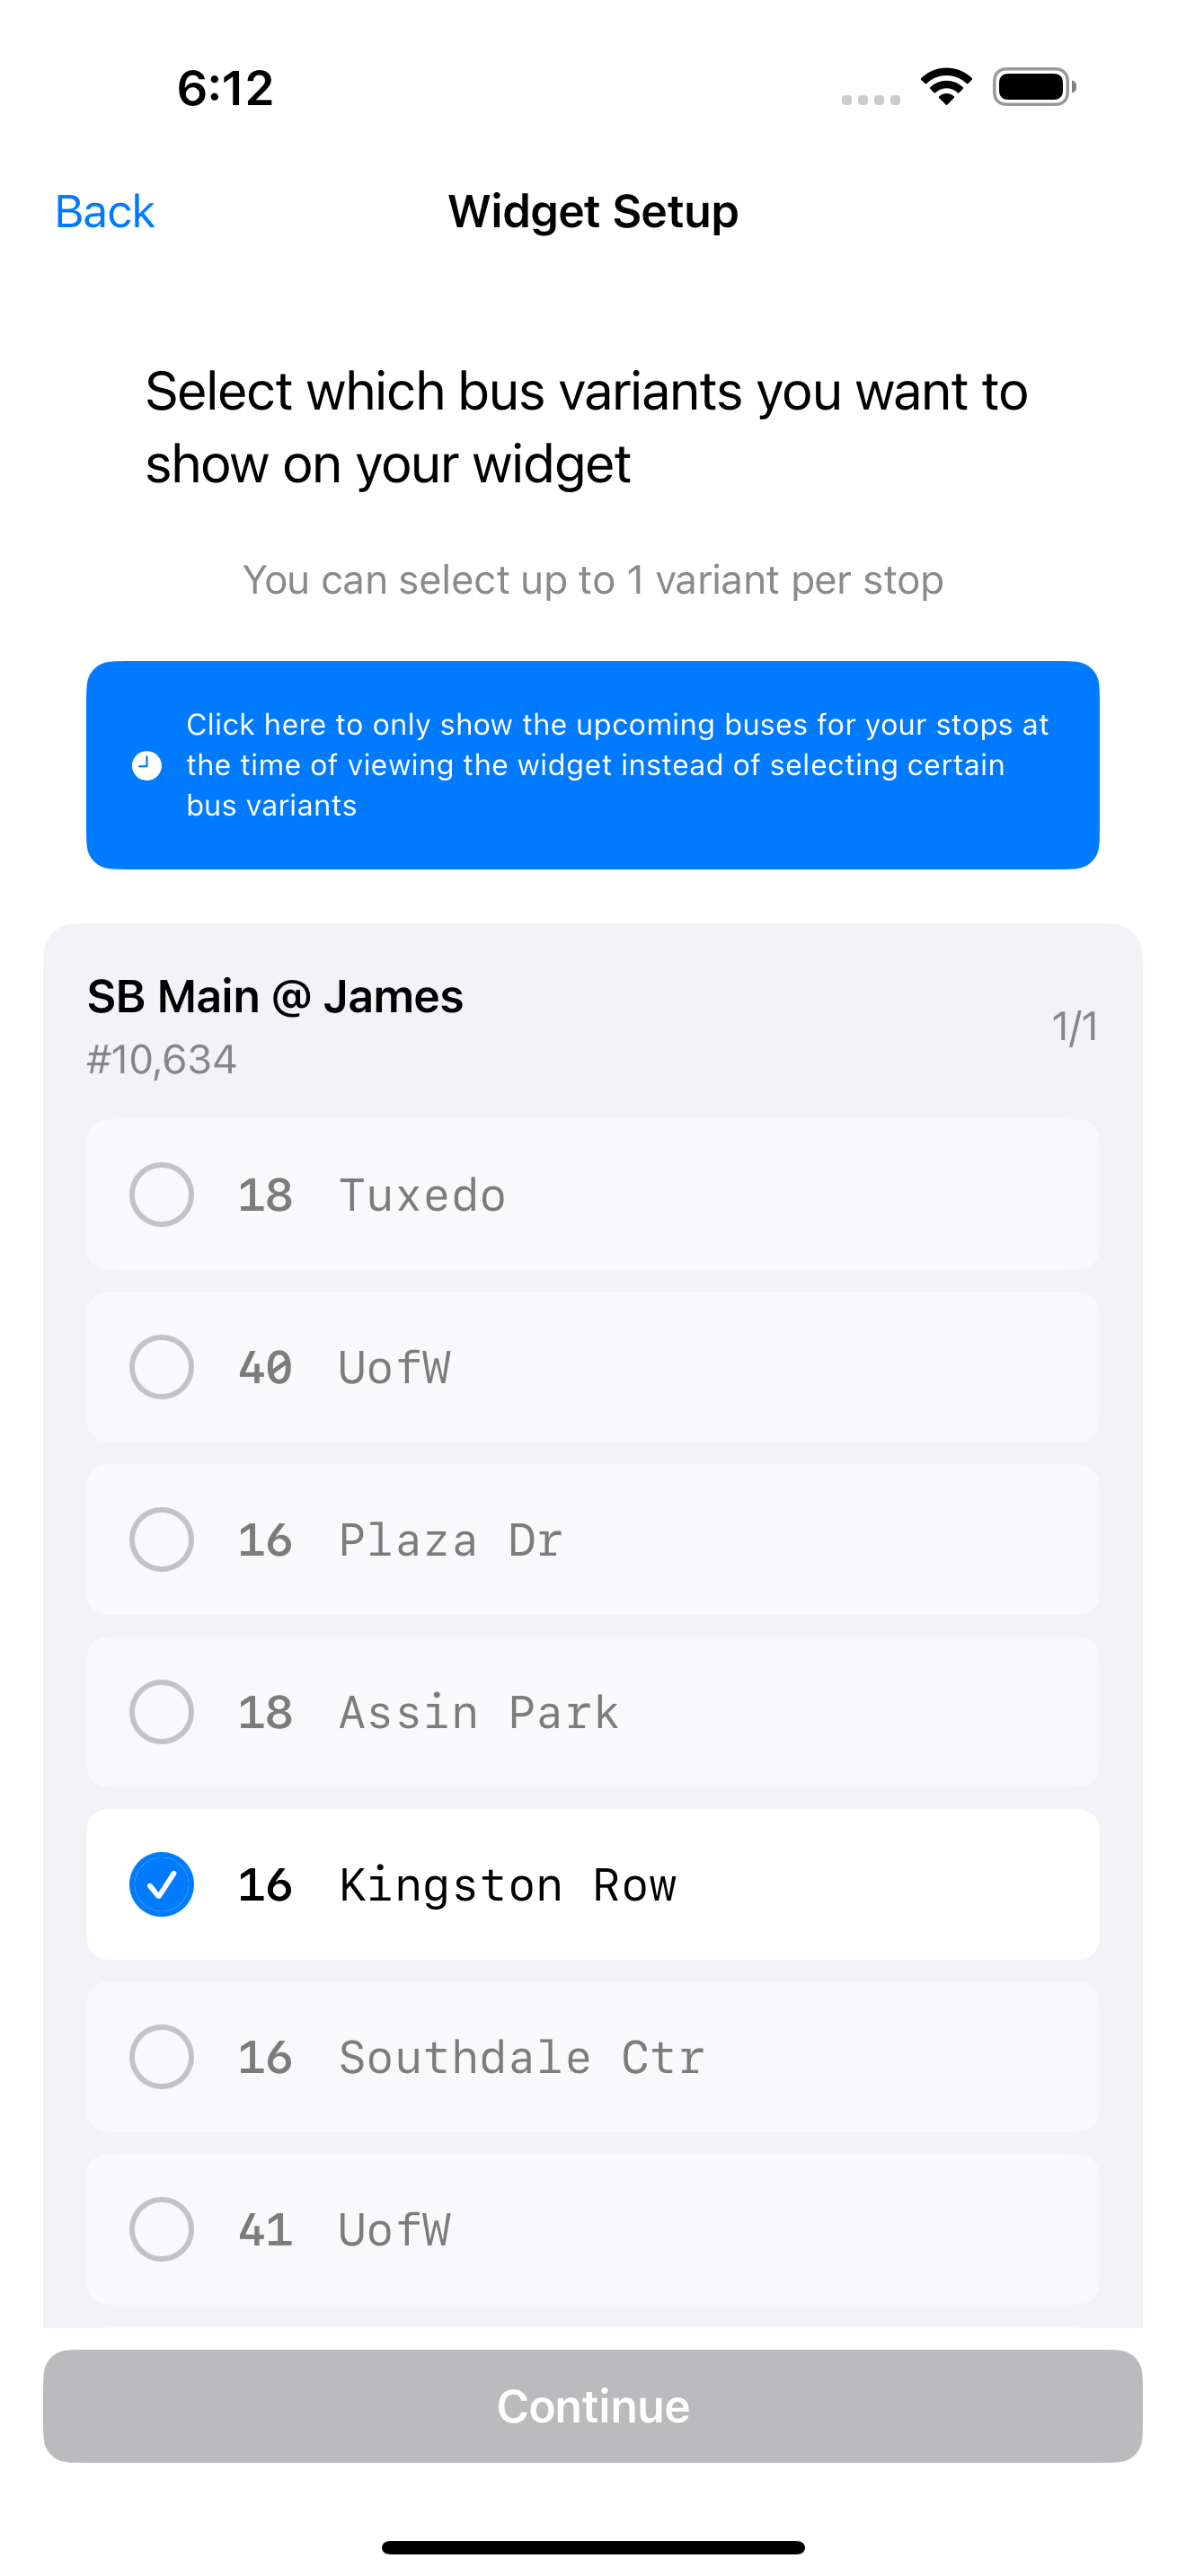 6:12
Back
Widget Setup
Select which bus variants you want to
show on your widget
You can select up to 1 variant per stop
Click here to only show the upcoming buses for your stops at
the time of viewing the widget instead of selecting certain
bus variants
SB Main @ James
#10,634
1/1
18 Tuxedo
40 UofW
16 Plaza Dr
18 Assin Park
16 Kingston Row
16 Southdale Ctr
41 UofW
Continue